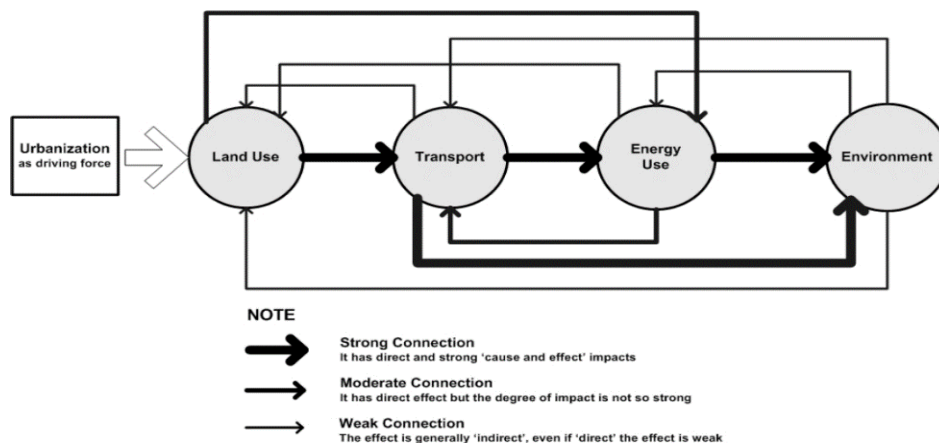 Urbanization
as driving force
Land Use
Transport
Energy
Use
Environment
NOTE
Strong Connection
It has direct and strong ‘cause and effect’ impacts
Moderate Connection
It has direct effect but the degree of impact is not so strong
Weak Connection
The effect is generally ‘indirect’, even if ‘direct’ the effect is weak